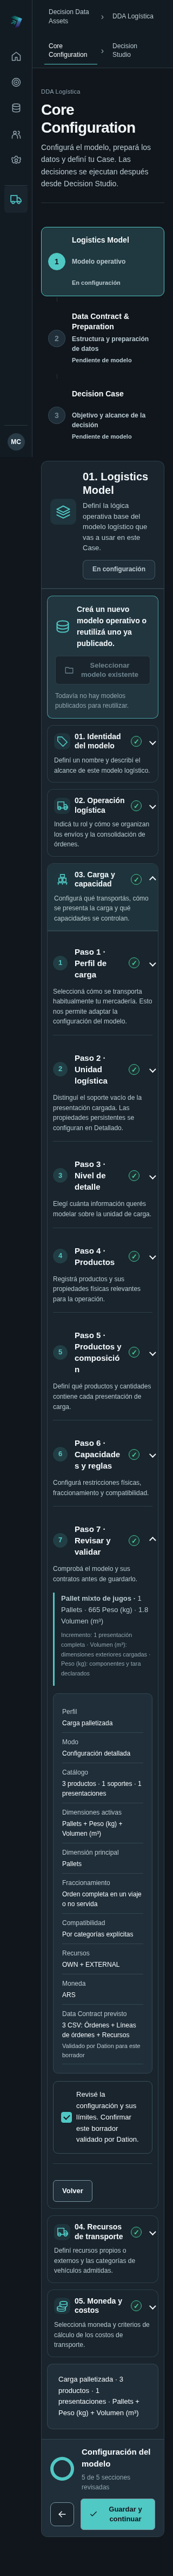 Decision Data
Assets
DDA Logística
Core
Configuration
Decision
Studio
DDA Logística
Core
Configuration
Configurá el modelo, prepará los
datos y definí tu Case. Las
decisiones se ejecutan después
desde Decision Studio.
Logistics Model
1
Modelo operativo
En configuración
Data Contract &
Preparation
2
Estructura y preparación
de datos
Pendiente de modelo
Decision Case
3
Objetivo y alcance de la
decisión
Pendiente de modelo
MC
01. Logistics
Model
Definí la lógica
operativa base del
modelo logístico que
vas a usar en este
Case.
En configuración
Creá un nuevo
modelo operativo o
reutilizá uno ya
publicado.
Seleccionar
modelo existente
Todavía no hay modelos
publicados para reutilizar.
01. Identidad
del modelo
Definí un nombre y describí el
alcance de este modelo logístico.
02. Operación
logística
Indicá tu rol y cómo se organizan
los envíos y la consolidación de
órdenes.
03. Carga y
capacidad
Configurá qué transportás, cómo
se presenta la carga y qué
capacidades se controlan.
1
Paso 1 ·
Perfil de
carga
Seleccioná cómo se transporta
habitualmente tu mercadería. Esto
nos permite adaptar la
configuración del modelo.
2
Paso 2 ·
Unidad
logística
Distinguí el soporte vacío de la
presentación cargada. Las
propiedades persistentes se
configuran en Detallado.
3
Paso 3 ·
Nivel de
detalle
Elegí cuánta información querés
modelar sobre la unidad de carga.
4
Paso 4 ·
Productos
Registrá productos y sus
propiedades físicas relevantes
para la operación.
5
Paso 5 ·
Productos y
composició
n
Definí qué productos y cantidades
contiene cada presentación de
carga.
6
Paso 6 ·
Capacidade
s y reglas
Configurá restricciones físicas,
fraccionamiento y compatibilidad.
7
Paso 7 ·
Revisar y
validar
Comprobá el modelo y sus
contratos antes de guardarlo.
Pallet mixto de jugos · 1
Pallets · 665 Peso (kg) · 1.8
Volumen (m³)
Incremento: 1 presentación
completa · Volumen (m³):
dimensiones exteriores cargadas ·
Peso (kg): componentes y tara
declarados
Perfil
Carga palletizada
Modo
Configuración detallada
Catálogo
3 productos · 1 soportes · 1
presentaciones
Dimensiones activas
Pallets + Peso (kg) +
Volumen (m³)
Dimensión principal
Pallets
Fraccionamiento
Orden completa en un viaje
o no servida
Compatibilidad
Por categorías explícitas
Recursos
OWN + EXTERNAL
Moneda
ARS
Data Contract previsto
3 CSV: Órdenes + Líneas
de órdenes + Recursos
Validado por Dation para este
borrador
Revisé la
configuración y sus
límites. Confirmar
este borrador
validado por Dation.
Volver
04. Recursos
de transporte
Definí recursos propios o
externos y las categorías de
vehículos admitidas.
05. Moneda y
costos
Seleccioná moneda y criterios de
cálculo de los costos de
transporte.
Carga palletizada · 3
productos · 1
presentaciones · Pallets +
Peso (kg) + Volumen (m³)
Configuración del
modelo
5 de 5 secciones
revisadas
Guardar y
continuar